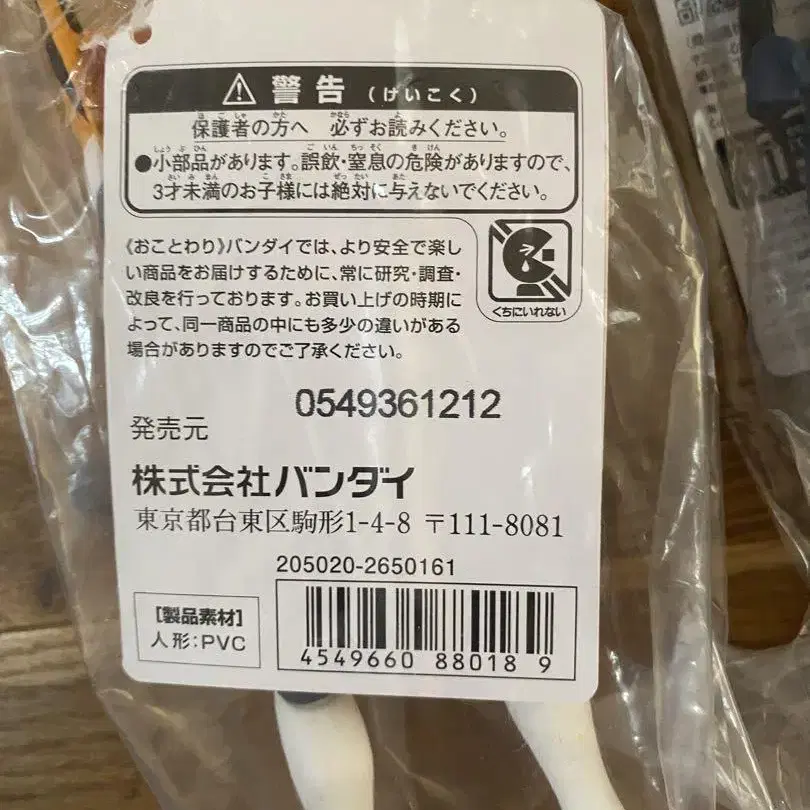 ⚠ 警告 (けいこく)
保護者の方へ 必ずお読みください。
●小部品があります。誤飲・窒息の危険がありますので、
3才未満のお子様には絶対に与えないでください。
くちにいれない
《おことわり》バンダイでは、より安全で楽し
い商品をお届けするために、常に研究・調査・
改良を行っております。お買い上げの時期に
よって、同一商品の中にも多少の違いがある
場合がありますのでご了承ください。
0549361212
発売元
株式会社バンダイ
東京都台東区駒形1-4-8 〒111-8081
205020-2650161
[製品素材]
人形:PVC
4549660 88018 9